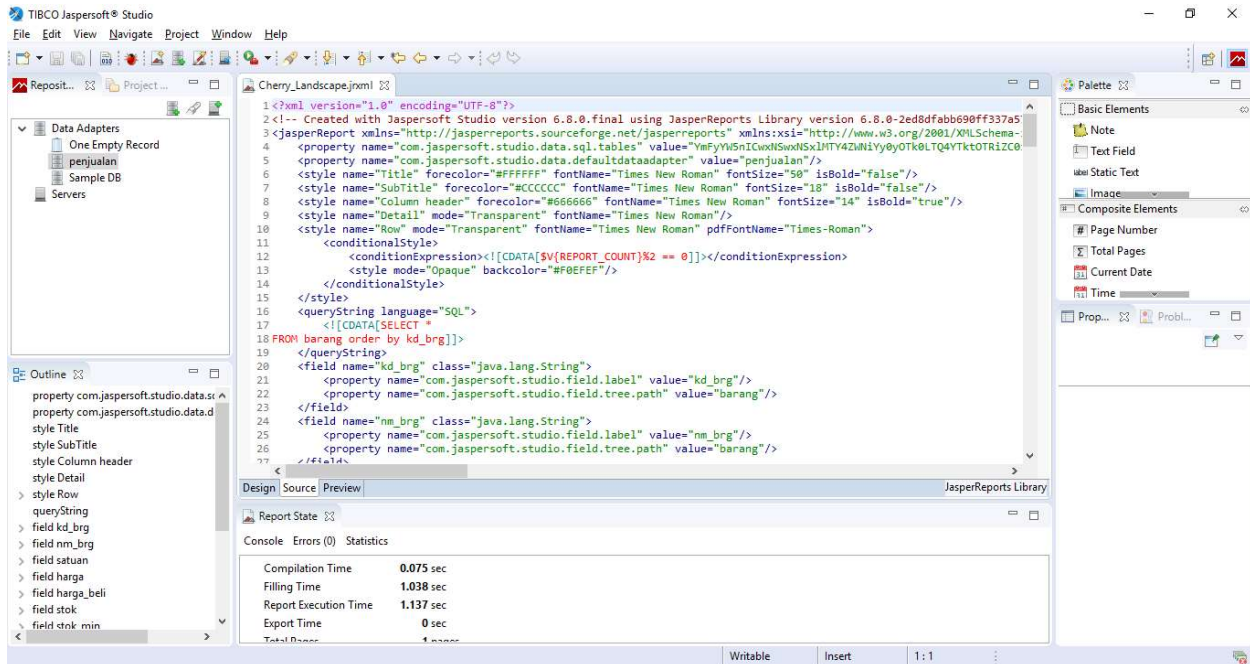 TIBCO Jaspersoft® Studio
File Edit View Navigate Project Window Help
Reposit... Project ...
Data Adapters
One Empty Record
penjualan
Sample DB
Servers
Outline
property com.jaspersoft.studio.data.sc
property com.jaspersoft.studio.data.d
style Title
style SubTitle
style Column header
style Detail
style Row
queryString
field kd_brg
field nm_brg
field satuan
field harga
field harga_beli
field stok
field stok_min
Cherry_Landscape.jrxml
1 <?xml version="1.0" encoding="UTF-8"?>
2 <!-- Created with Jaspersoft Studio version 6.8.0.final using JasperReports Library version 6.8.0-2ed8dfabb690ff337a5
3 <jasperReport xmlns="http://jasperreports.sourceforge.net/jasperreports" xmlns:xsi="http://www.w3.org/2001/XMLSchema-
4 <property name="com.jaspersoft.studio.data.sql.tables" value="
5 <property name="com.jaspersoft.studio.data.defaultdataadapter" value="penjualan"/>
6 <style name="Title" forecolor="#FFFFFF" fontName="Times New Roman" fontSize="50" isBold="false"/>
7 <style name="SubTitle" forecolor="#CCCCCC" fontName="Times New Roman" fontSize="18" isBold="false"/>
8 <style name="Column header" forecolor="#666666" fontName="Times New Roman" fontSize="14" isBold="true"/>
9 <style name="Detail" mode="Transparent" fontName="Times New Roman"/>
10 <style name="Row" mode="Transparent" fontName="Times New Roman" pdfFontName="Times-Roman">
11 <conditionalStyle>
12 <conditionExpression><![CDATA[$V{REPORT_COUNT}%2 == 0]]></conditionExpression>
13 <style mode="Opaque" backcolor="#F0EFEF"/>
14 </conditionalStyle>
15 </style>
16 <queryString language="SQL">
17 <![CDATA[SELECT *
18 FROM barang order by kd_brg]]>
19 </queryString>
20 <field name="kd_brg" class="java.lang.String">
21 <property name="com.jaspersoft.studio.field.label" value="kd_brg"/>
22 <property name="com.jaspersoft.studio.field.tree.path" value="barang"/>
23 </field>
24 <field name="nm_brg" class="java.lang.String">
25 <property name="com.jaspersoft.studio.field.label" value="nm_brg"/>
26 <property name="com.jaspersoft.studio.field.tree.path" value="barang"/>
27 </field>
Design Source Preview
JasperReports Library
Report State
Console Errors (0) Statistics
Compilation Time 0.075 sec
Filling Time 1.038 sec
Report Execution Time 1.137 sec
Export Time 0 sec
Total Pages 1 pages
Palette
Basic Elements
Note
Text Field
label Static Text
Image
Composite Elements
# Page Number
Σ Total Pages
Current Date
Time
Prop... Probl...
Writable Insert 1 : 1